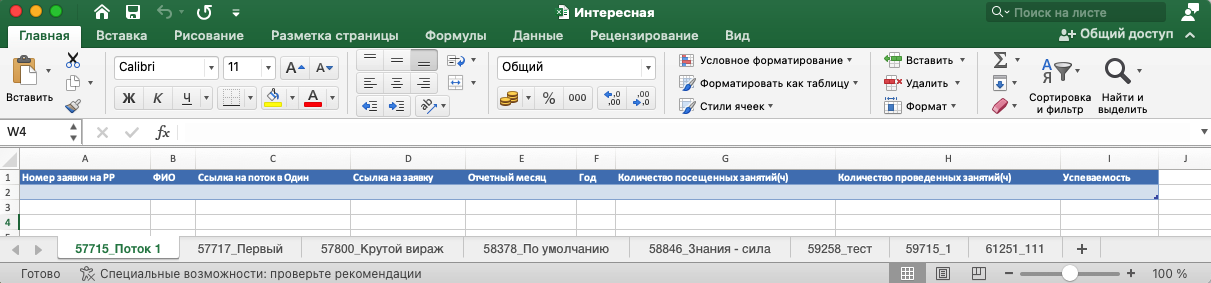 Интересная
Поиск на листе
Главная Вставка Рисование Разметка страницы Формулы Данные Рецензирование Вид Общий доступ
Вставить
Calibri 11
A A
Ж К Ч А
ab
Общий
% 000 ,0 ,00 ,00 ,0
Условное форматирование
Форматировать как таблицу
Стили ячеек
Вставить
Удалить
Формат
Σ
А Я
Сортировка и фильтр
Найти и выделить
W4 fx
A B C D E F G H I J
1 Номер заявки на РР ФИО Ссылка на поток в Один Ссылка на заявку Отчетный месяц Год Количество посещенных занятий(ч) Количество проведенных занятий(ч) Успеваемость
2
3
4
57715_Поток 1 57717_Первый 57800_Крутой вираж 58378_По умолчанию 58846_Знания - сила 59258_тест 59715_1 61251_111 +
Готово Специальные возможности: проверьте рекомендации 100 %